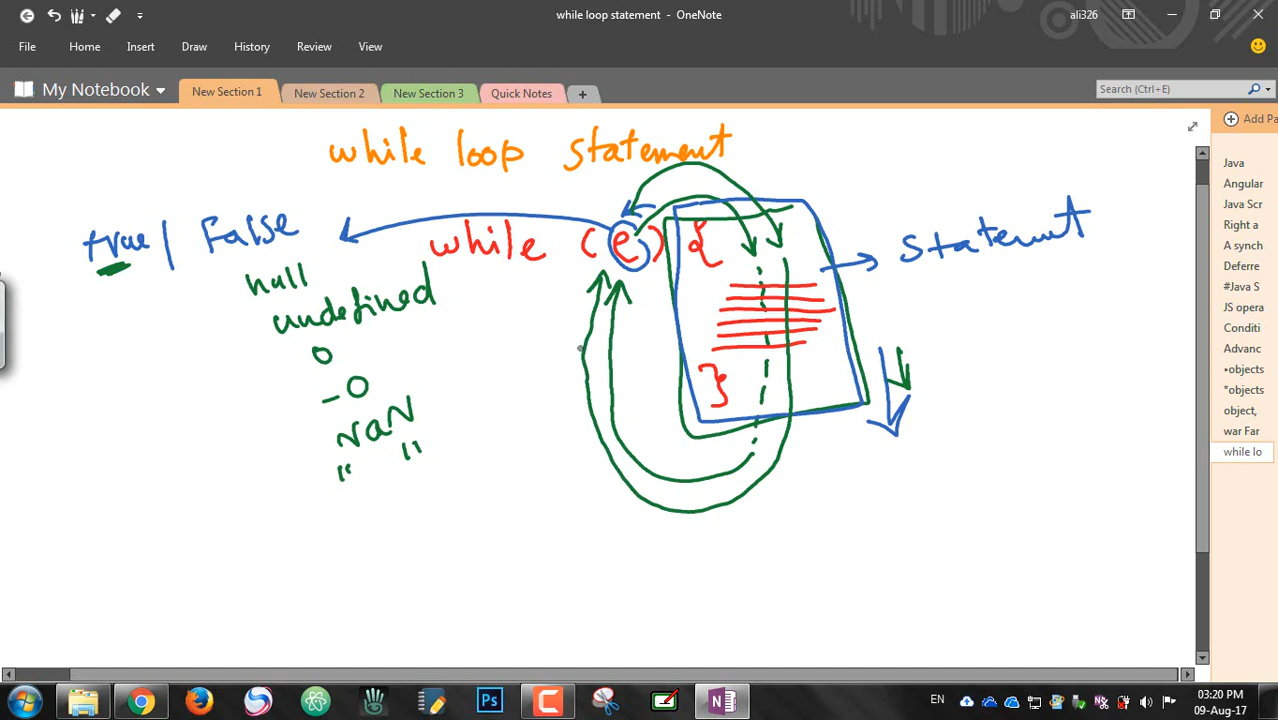 while loop statement - OneNote
ali326
File Home Insert Draw History Review View
My Notebook New Section 1 New Section 2 New Section 3 Quick Notes +
Search (Ctrl+E)
Add Pa
Java
Angular
Java Scr
Right a
A synch
Deferre
#Java S
JS opera
Conditi
Advanc
•objects
*objects
object,
war Far
while lo
while loop statement
true | False
while (e) {
}
statement
null
undefined
0
-0
NaN
" "
Ps
EN
03:20 PM
09-Aug-17